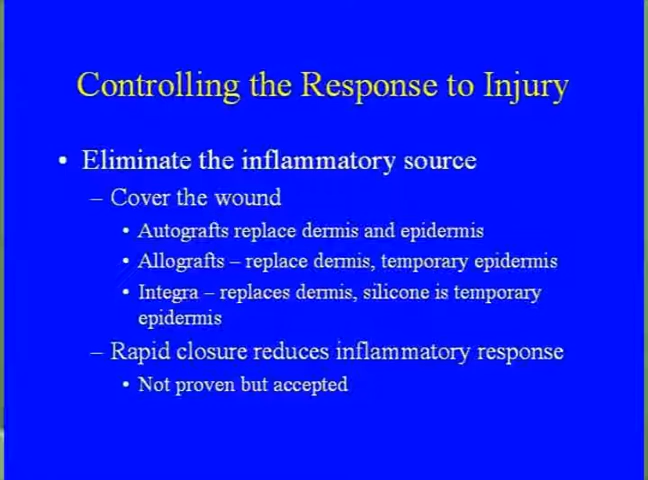 Controlling the Response to Injury
• Eliminate the inflammatory source
– Cover the wound
• Autografts replace dermis and epidermis
• Allografts – replace dermis, temporary epidermis
• Integra – replaces dermis, silicone is temporary
epidermis
– Rapid closure reduces inflammatory response
• Not proven but accepted